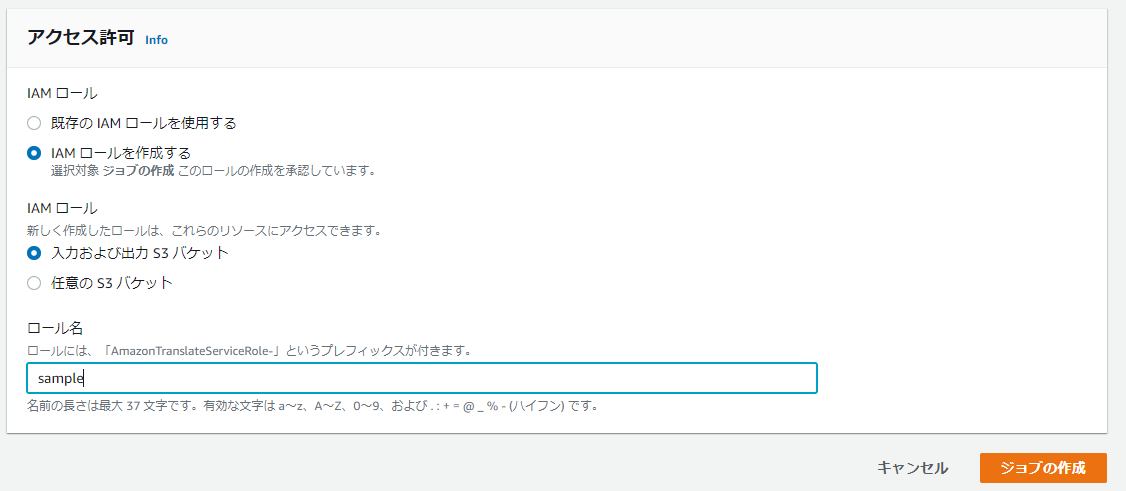 アクセス許可 Info
IAM ロール
既存の IAM ロールを使用する
IAM ロールを作成する
選択対象 ジョブの作成 このロールの作成を承認しています。
IAM ロール
新しく作成したロールは、これらのリソースにアクセスできます。
入力および出力 S3 バケット
任意の S3 バケット
ロール名
ロールには、「AmazonTranslateServiceRole-」というプレフィックスが付きます。
sample
名前の長さは最大 37 文字です。有効な文字は a～z、A～Z、0～9、および . : + = @ _ % - (ハイフン) です。
キャンセル ジョブの作成